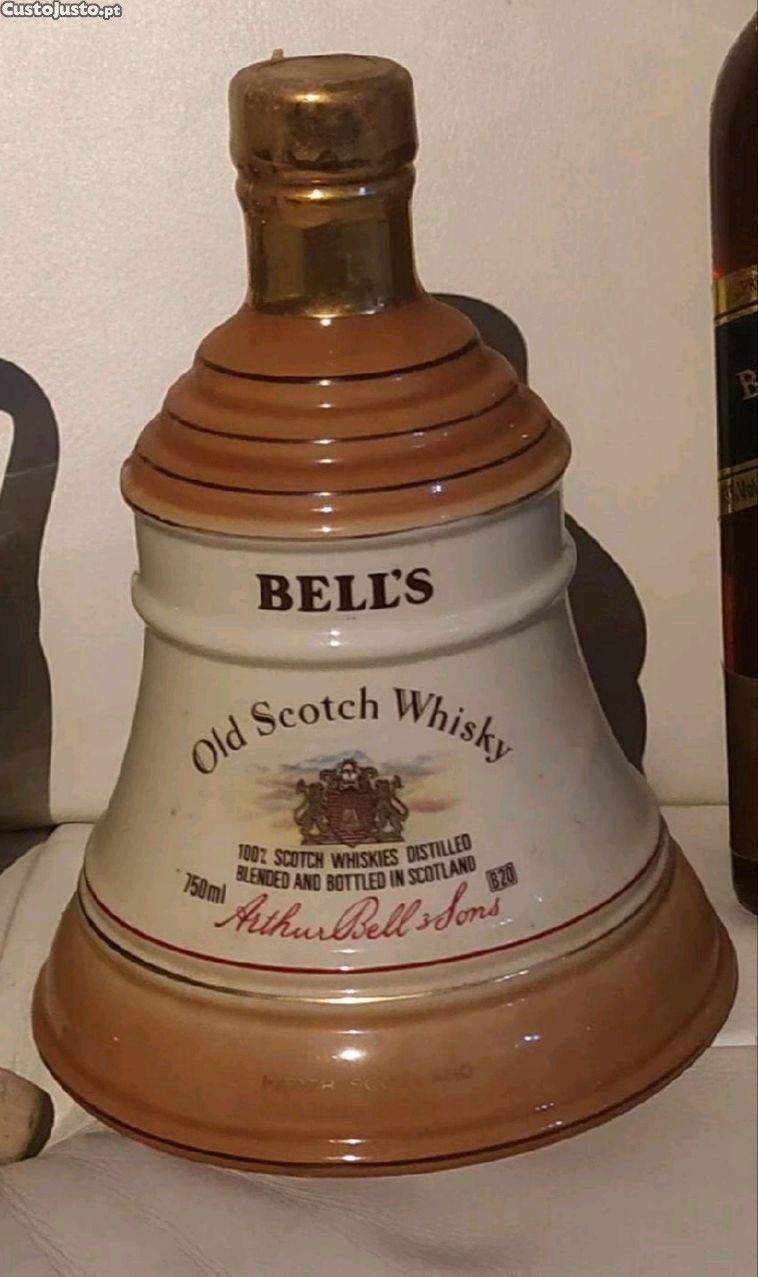 CustoJusto.pt
BELL'S
Old Scotch Whisky
100% SCOTCH WHISKIES DISTILLED
BLENDED AND BOTTLED IN SCOTLAND
750ml
B20
Arthur Bell & Sons